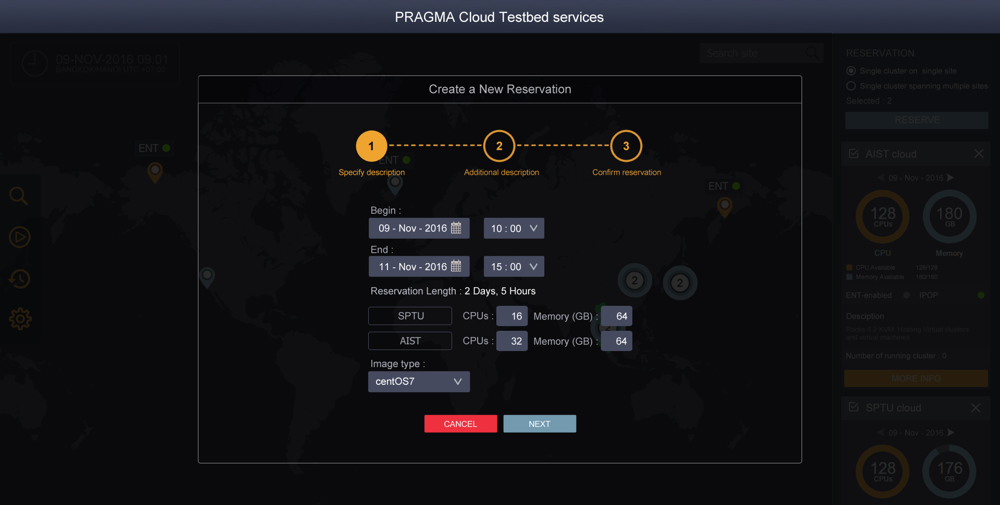 PRAGMA Cloud Testbed services
09-NOV-2016 09.01
BANGKOK/HANOI UTC +07:00
Search site
ENT
ENT
ENT
2
2
2
Create a New Reservation
1
2
3
Specify description
Additional description
Confirm reservation
Begin :
09 - Nov - 2016
10 : 00
End :
11 - Nov - 2016
15 : 00
Reservation Length : 2 Days, 5 Hours
SPTU CPUs : 16 Memory (GB) : 64
AIST CPUs : 32 Memory (GB) : 64
Image type :
centOS7
CANCEL
NEXT
RESERVATION
Single cluster on single site
Single cluster spanning multiple sites
Selected : 2
RESERVE
AIST cloud
09 - Nov - 2016
128
CPUs
180
GB
CPU
Memory
CPU Available : 128/128
Memory Available : 180/180
ENT-enabled IPOP
Desciption
Rocks 6.2 KVM. Hosting Virtual clusters
and virtual machines
Number of running cluster : 0
MORE INFO
SPTU cloud
09 - Nov - 2016
128
CPUs
176
GB